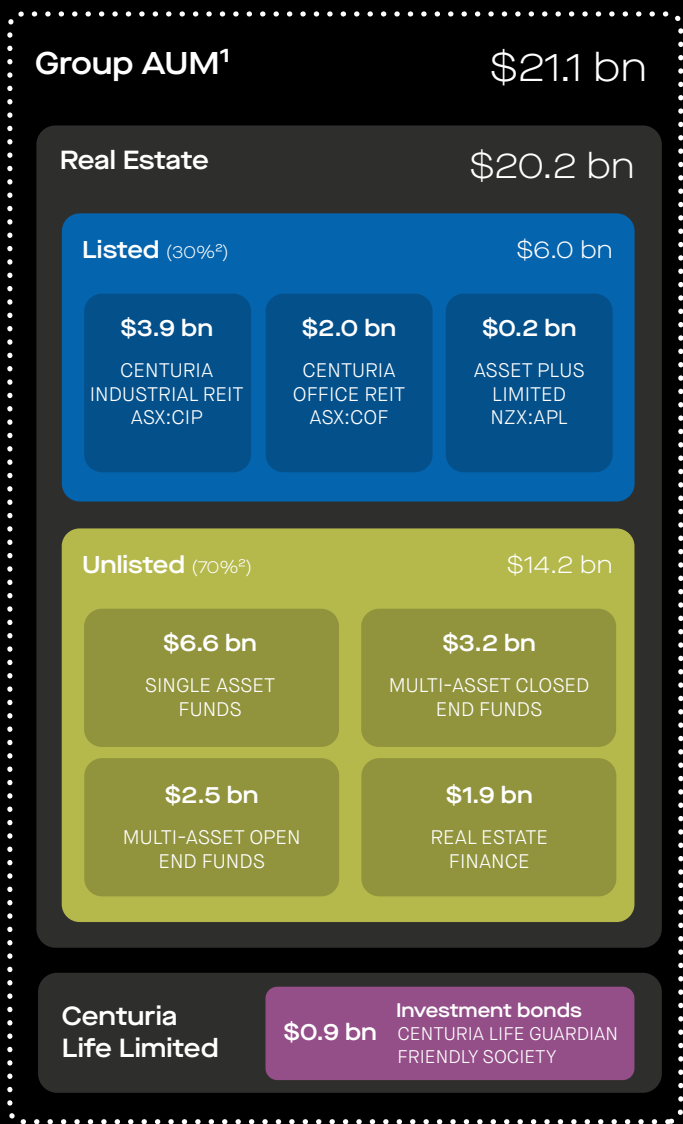 Group AUM¹ $21.1 bn
Real Estate $20.2 bn
Listed (30%²) $6.0 bn
$3.9 bn
CENTURIA
INDUSTRIAL REIT
ASX:CIP
$2.0 bn
CENTURIA
OFFICE REIT
ASX:COF
$0.2 bn
ASSET PLUS
LIMITED
NZX:APL
Unlisted (70%²) $14.2 bn
$6.6 bn
SINGLE ASSET
FUNDS
$3.2 bn
MULTI-ASSET CLOSED
END FUNDS
$2.5 bn
MULTI-ASSET OPEN
END FUNDS
$1.9 bn
REAL ESTATE
FINANCE
Centuria
Life Limited
$0.9 bn
Investment bonds
CENTURIA LIFE GUARDIAN
FRIENDLY SOCIETY